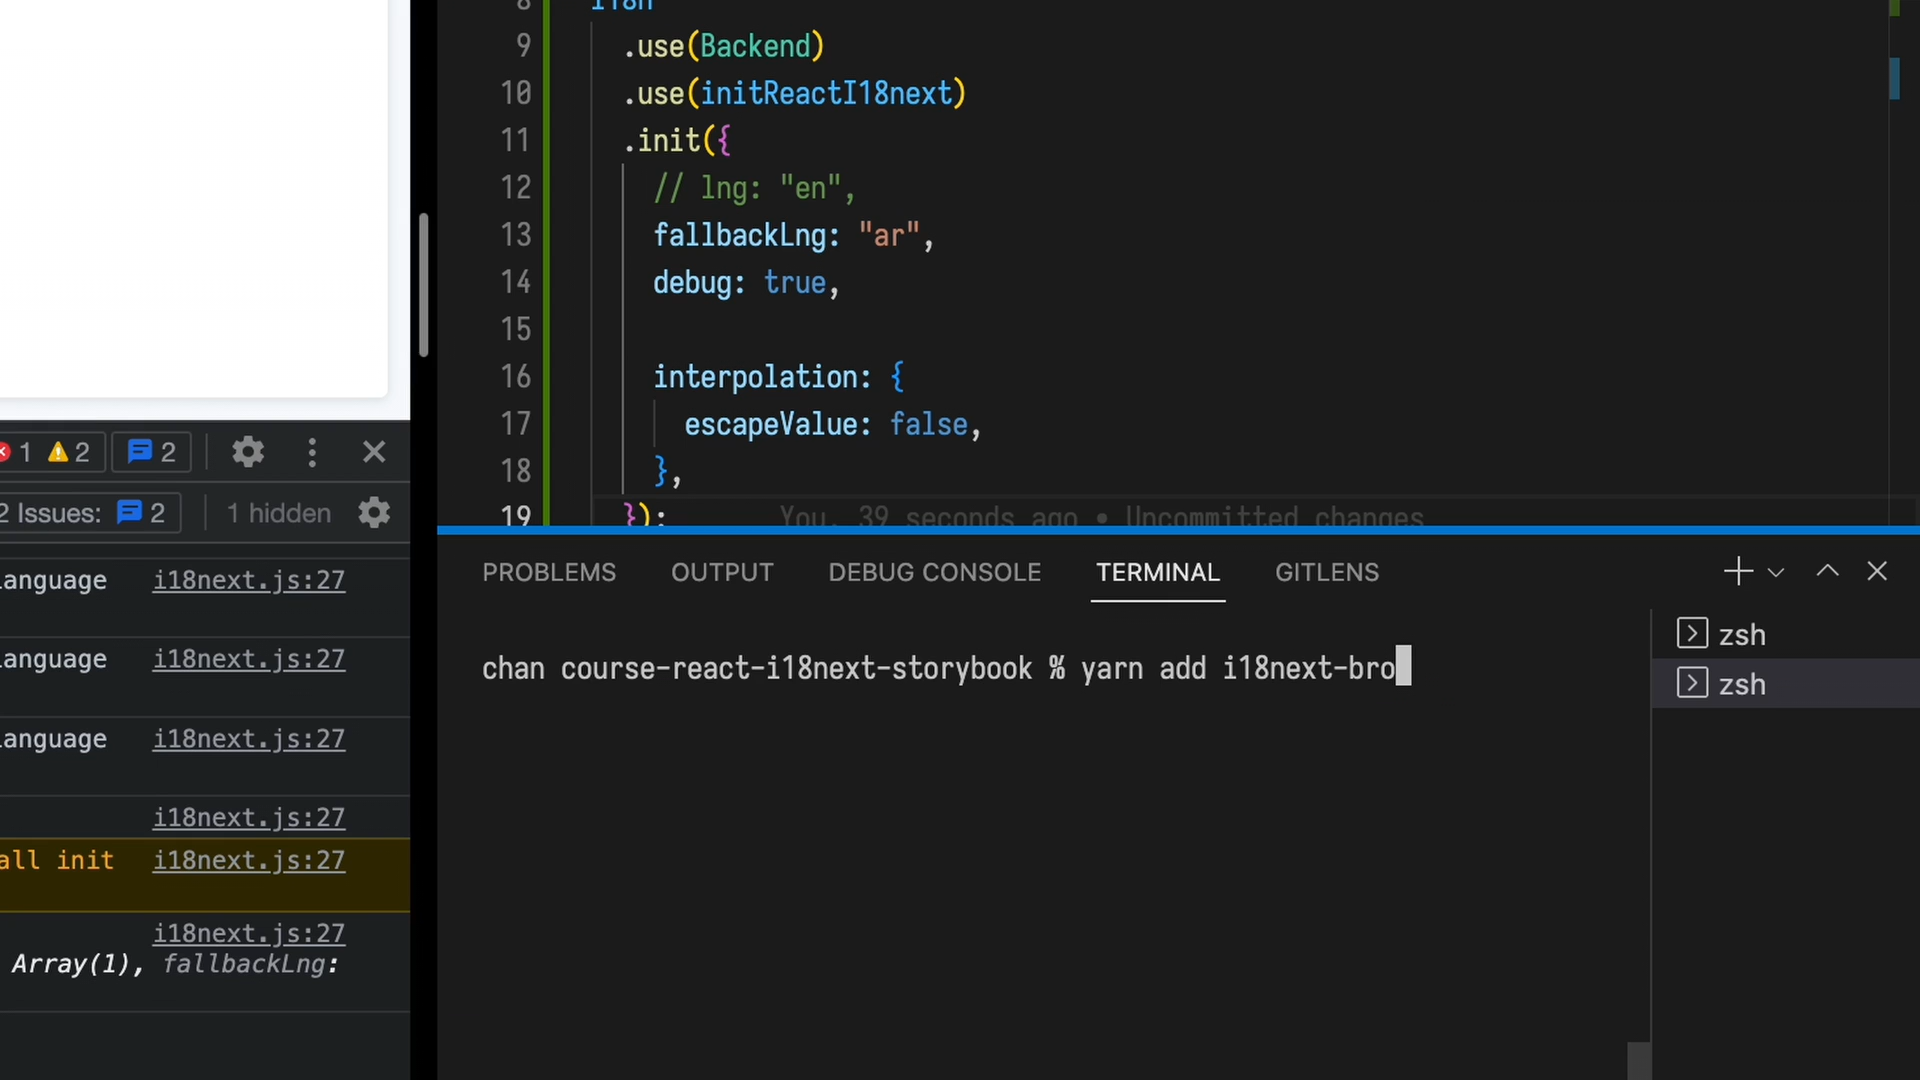 8 i18n
9 .use(Backend)
10 .use(initReactI18next)
11 .init({
12 // lng: "en",
13 fallbackLng: "ar",
14 debug: true,
15
16 interpolation: {
17 escapeValue: false,
18 },
19 }); You, 39 seconds ago • Uncommitted changes
1 2 2
2 Issues: 2 1 hidden
anguage i18next.js:27
anguage i18next.js:27
anguage i18next.js:27
i18next.js:27
all init i18next.js:27
i18next.js:27
Array(1), fallbackLng:
PROBLEMS OUTPUT DEBUG CONSOLE TERMINAL GITLENS
chan course-react-i18next-storybook % yarn add i18next-bro
zsh
zsh